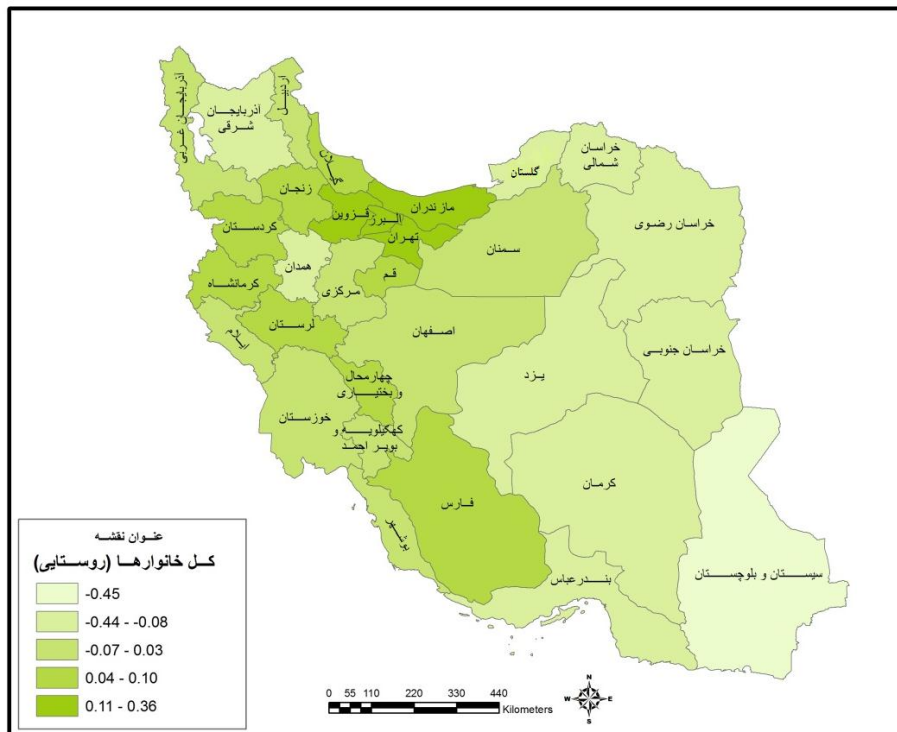 آذربایجان غربی
آذربایجان
شرقی
اردبیل
گیلان
زنجان
کردستان
قزوین
البرز
مازندران
تهران
گلستان
خراسان
شمالی
خراسان رضوی
سمنان
همدان
کرمانشاه
مرکزی
قم
لرستان
ایلام
اصفهان
خراسان جنوبی
یزد
چهارمحال
و بختیاری
خوزستان
کهکیلویه و
بویر احمد
فارس
کرمان
بوشهر
بندرعباس
سیستان و بلوچستان
عنوان نقشه
کل خانوارها (روستایی)
-0.45
-0.44 - -0.08
-0.07 - 0.03
0.04 - 0.10
0.11 - 0.36
0 55 110 220 330 440
Kilometers
N
W E
S